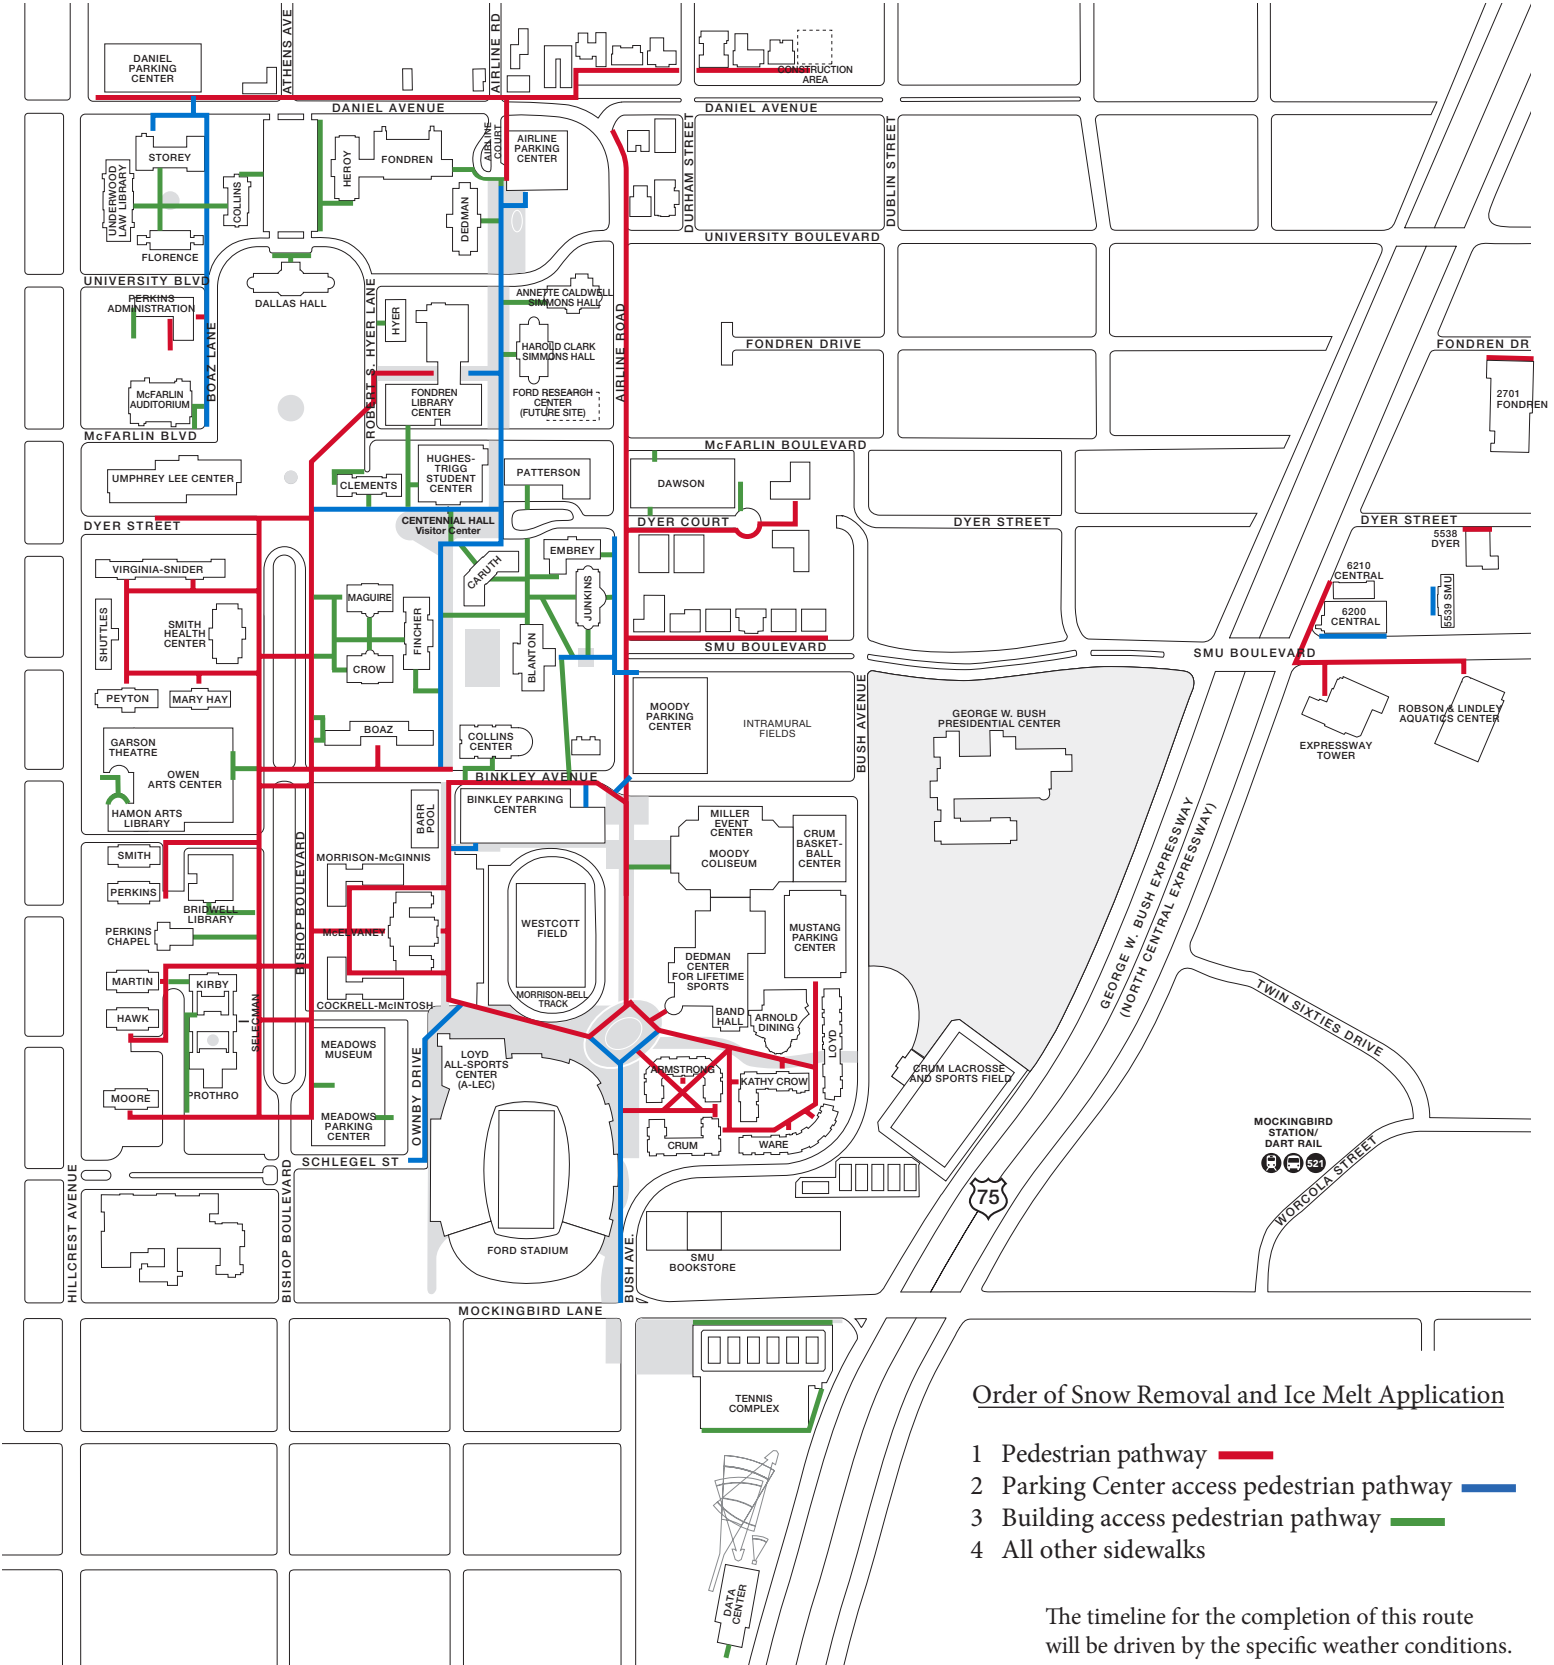 ATHENS AVE
AIRLINE RD
DANIEL
PARKING
CENTER
CONSTRUCTION
AREA
DANIEL AVENUE
DANIEL AVENUE
STOREY
UNDERWOOD
LAW LIBRARY
COLLINS
FLORENCE
HEROY
FONDREN
AIRLINE
COURT
AIRLINE
PARKING
CENTER
DEDMAN
DURHAM STREET
DUBLIN STREET
UNIVERSITY BOULEVARD
UNIVERSITY BLVD
DALLAS HALL
PERKINS
ADMINISTRATION
BOAZ LANE
ROBERT S. HYER LANE
HYER
ANNETTE CALDWELL
SIMMONS HALL
HAROLD CLARK
SIMMONS HALL
AIRLINE ROAD
FONDREN DRIVE
FONDREN DR
2701
FONDREN
McFARLIN
AUDITORIUM
FONDREN
LIBRARY
CENTER
FORD RESEARCH
CENTER
(FUTURE SITE)
McFARLIN BLVD
McFARLIN BOULEVARD
UMPHREY LEE CENTER
CLEMENTS
HUGHES-
TRIGG
STUDENT
CENTER
PATTERSON
DAWSON
DYER STREET
CENTENNIAL HALL
Visitor Center
DYER COURT
DYER STREET
DYER STREET
5538
DYER
VIRGINIA-SNIDER
CARUTH
EMBREY
JUNKINS
6210
CENTRAL
6200
CENTRAL
5539 SMU
SHUTTLES
SMITH
HEALTH
CENTER
MAGUIRE
FINCHER
CROW
BLANTON
SMU BOULEVARD
SMU BOULEVARD
PEYTON
MARY HAY
BOAZ
COLLINS
CENTER
MOODY
PARKING
CENTER
INTRAMURAL
FIELDS
BUSH AVENUE
GEORGE W. BUSH
PRESIDENTIAL CENTER
EXPRESSWAY
TOWER
ROBSON & LINDLEY
AQUATICS CENTER
GARSON
THEATRE
OWEN
ARTS CENTER
HAMON ARTS
LIBRARY
BINKLEY AVENUE
BINKLEY PARKING
CENTER
BARR
POOL
MILLER
EVENT
CENTER
MOODY
COLISEUM
CRUM
BASKET-
BALL
CENTER
SMITH
PERKINS
BRIDWELL
LIBRARY
PERKINS
CHAPEL
BISHOP BOULEVARD
MORRISON-McGINNIS
McELVANEY
COCKRELL-McINTOSH
WESTCOTT
FIELD
MORRISON-BELL
TRACK
MUSTANG
PARKING
CENTER
DEDMAN
CENTER
FOR LIFETIME
SPORTS
BAND
HALL
ARNOLD
DINING
LOYD
GEORGE W. BUSH EXPRESSWAY
(NORTH CENTRAL EXPRESSWAY)
TWIN SIXTIES DRIVE
MARTIN
KIRBY
HAWK
SELECMAN
MOORE
PROTHRO
MEADOWS
MUSEUM
MEADOWS
PARKING
CENTER
OWNBY DRIVE
LOYD
ALL-SPORTS
CENTER
(A-LEC)
ARMSTRONG
KATHY CROW
CRUM
WARE
CRUM LACROSSE
AND SPORTS FIELD
MOCKINGBIRD
STATION/
DART RAIL
521
WORCOLA STREET
SCHLEGEL ST
HILLCREST AVENUE
BISHOP BOULEVARD
FORD STADIUM
BUSH AVE.
SMU
BOOKSTORE
75
MOCKINGBIRD LANE
TENNIS
COMPLEX
DATA
CENTER
Order of Snow Removal and Ice Melt Application
1 Pedestrian pathway
2 Parking Center access pedestrian pathway
3 Building access pedestrian pathway
4 All other sidewalks
The timeline for the completion of this route
will be driven by the specific weather conditions.